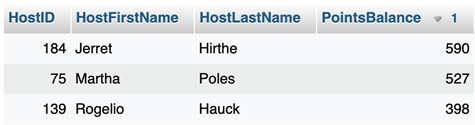 HostID HostFirstName HostLastName PointsBalance 1
184 Jerret Hirthe 590
75 Martha Poles 527
139 Rogelio Hauck 398